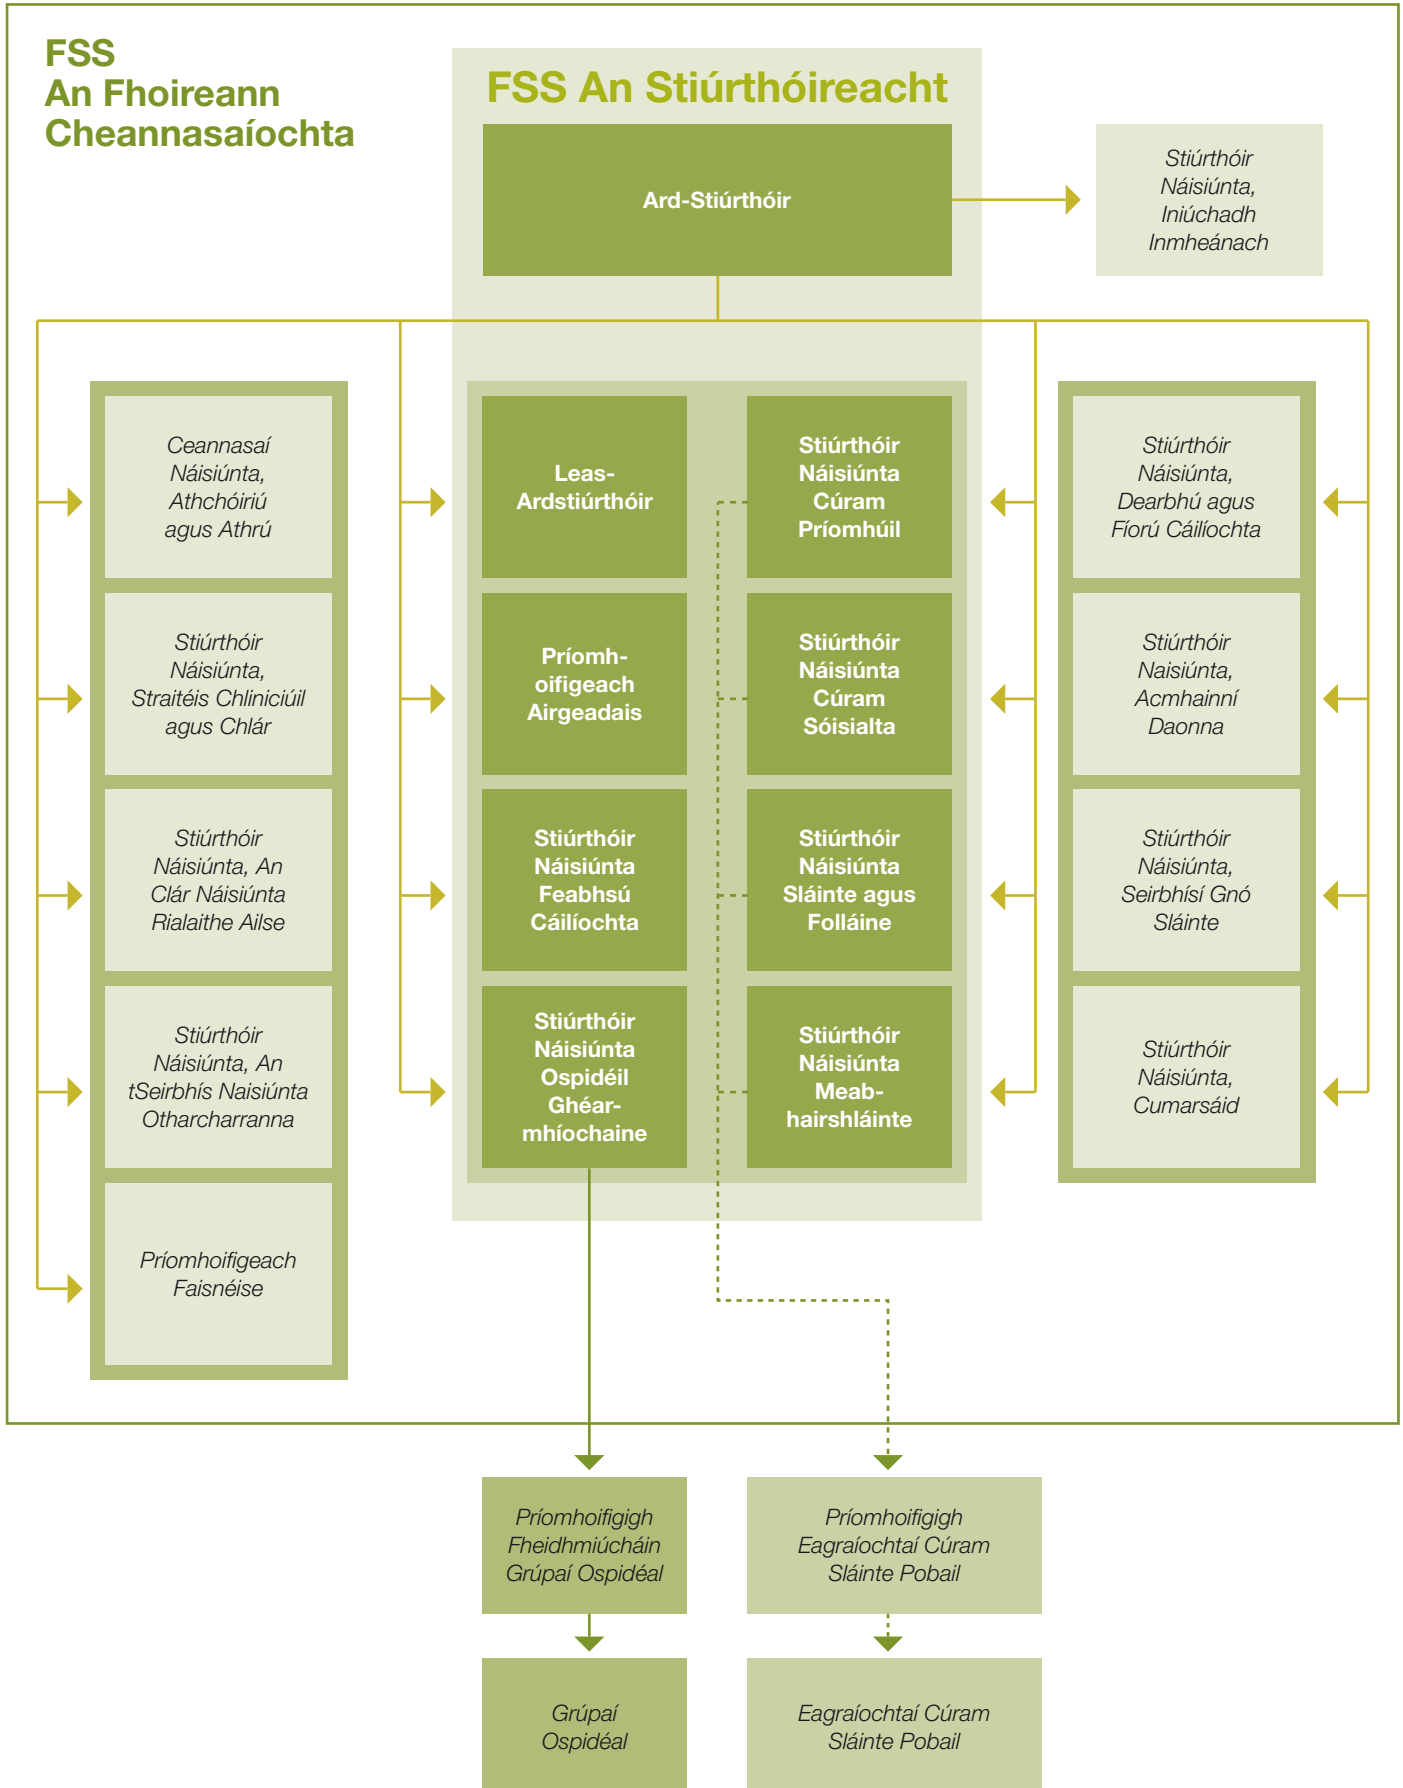 FSS
An Fhoireann
Cheannasaíochta
FSS An Stiúrthóireacht
Ard-Stiúrthóir
Stiúrthóir
Náisiúnta,
Iniúchadh
Inmheánach
Ceannasaí
Náisiúnta,
Athchóiriú
agus Athrú
Stiúrthóir
Náisiúnta,
Straitéis Chliniciúil
agus Chlár
Stiúrthóir
Náisiúnta, An
Clár Náisiúnta
Rialaithe Ailse
Stiúrthóir
Náisiúnta, An
tSeirbhís Naisiúnta
Otharcharranna
Príomhoifigeach
Faisnéise
Leas-
Ardstiúrthóir
Príomh-
oifigeach
Airgeadais
Stiúrthóir
Náisiúnta
Feabhsú
Cáilíochta
Stiúrthóir
Náisiúnta
Ospidéil
Ghéar-
mhíochaine
Stiúrthóir
Náisiúnta
Cúram
Príomhúil
Stiúrthóir
Náisiúnta
Cúram
Sóisialta
Stiúrthóir
Náisiúnta
Sláinte agus
Folláine
Stiúrthóir
Náisiúnta
Meab-
hairshláinte
Stiúrthóir
Náisiúnta,
Dearbhú agus
Fíorú Cáilíochta
Stiúrthóir
Naisiúnta,
Acmhainní
Daonna
Stiúrthóir
Náisiúnta,
Seirbhísí Gnó
Sláinte
Stiúrthóir
Náisiúnta,
Cumarsáid
Príomhoifigigh
Fheidhmiúcháin
Grúpaí Ospidéal
Príomhoifigigh
Eagraíochtaí Cúram
Sláinte Pobail
Grúpaí
Ospidéal
Eagraíochtaí Cúram
Sláinte Pobail